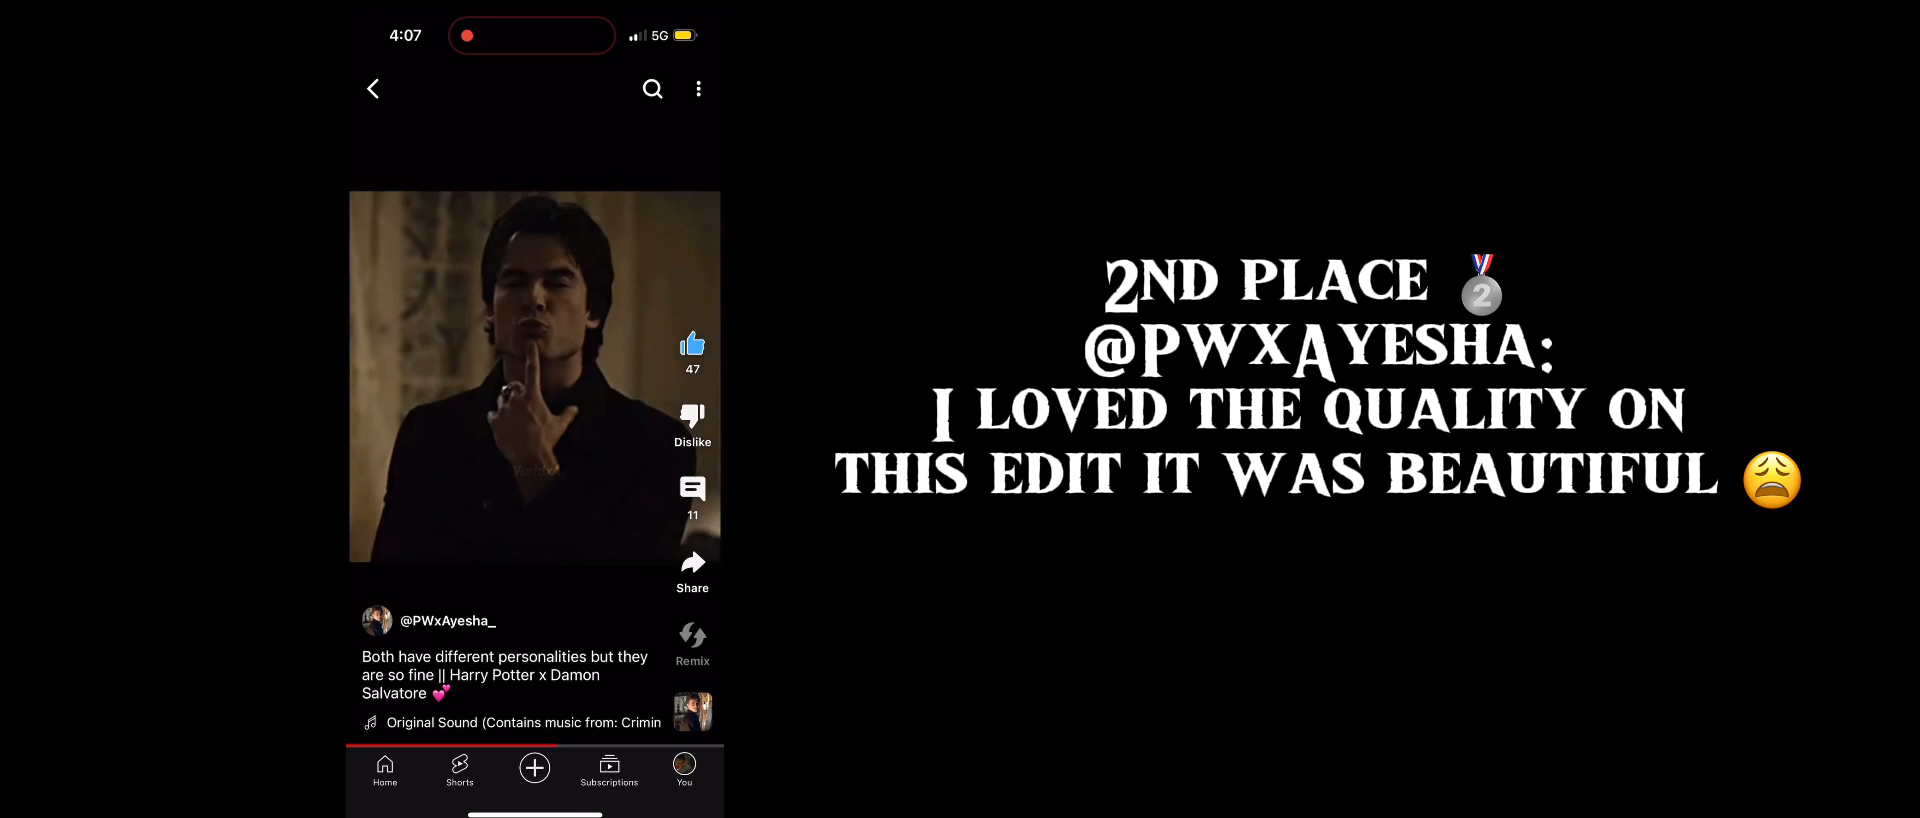 4:07
5G
47
Dislike
11
Share
@PWxAyesha_
Remix
Both have different personalities but they
are so fine || Harry Potter x Damon
Salvatore 💕
Original Sound (Contains music from: Crimin
Home
Shorts
Subscriptions
You
2ND PLACE 🥈
@PWXAYESHA:
I LOVED THE QUALITY ON
THIS EDIT IT WAS BEAUTIFUL 😩